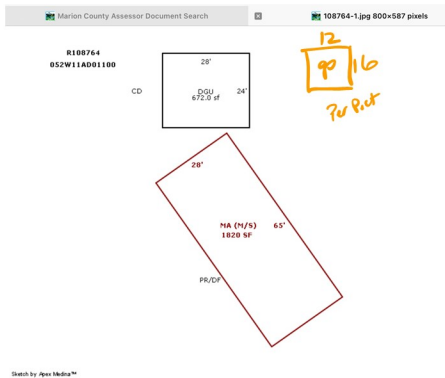 Marion County Assessor Document Search
108764-1.jpg 800×587 pixels
R108764
052W11AD01100
28'
CD
DGU
24'
672.0 sf
12
gp
16
Per Pict
28'
MA (M/S)
65'
1820 SF
PR/DF
Sketch by Apex Medina™